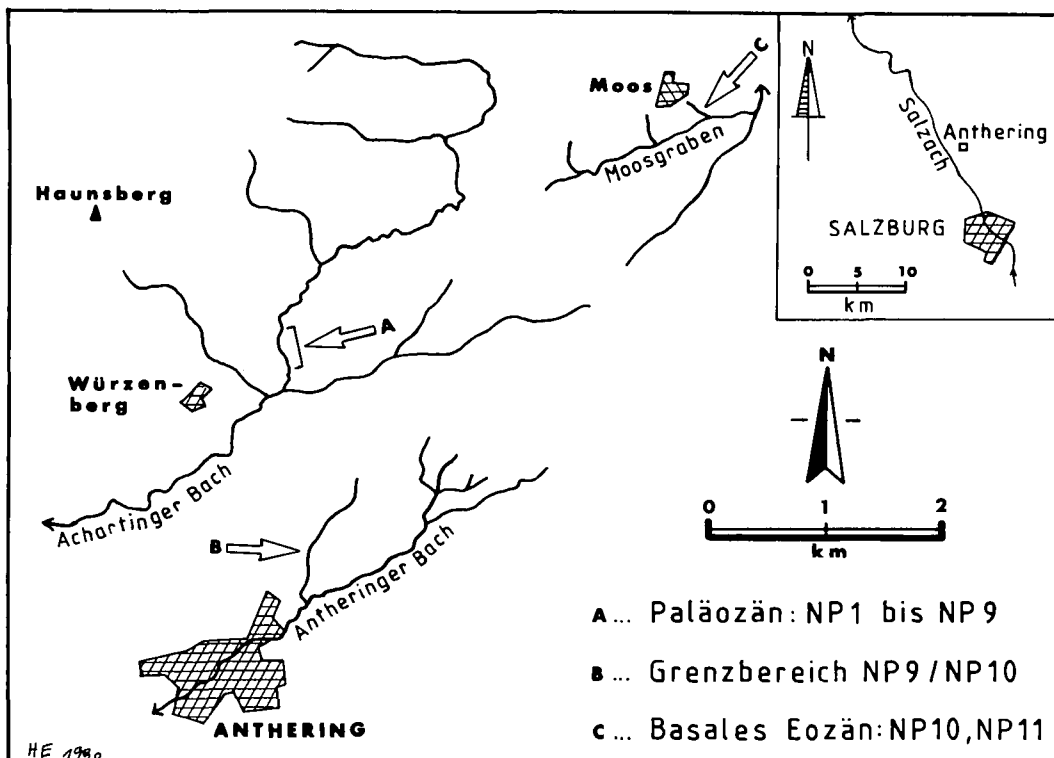 Moos
C
N
Salzach
Anthering
SALZBURG
0 5 10
km
Moosgraben
Haunsberg
A
Würzen-
berg
Achartinger Bach
B
Antheringer Bach
ANTHERING
N
0 1 2
km
A ... Paläozän: NP1 bis NP9
B ... Grenzbereich NP9/NP10
C ... Basales Eozän: NP10, NP11
HE